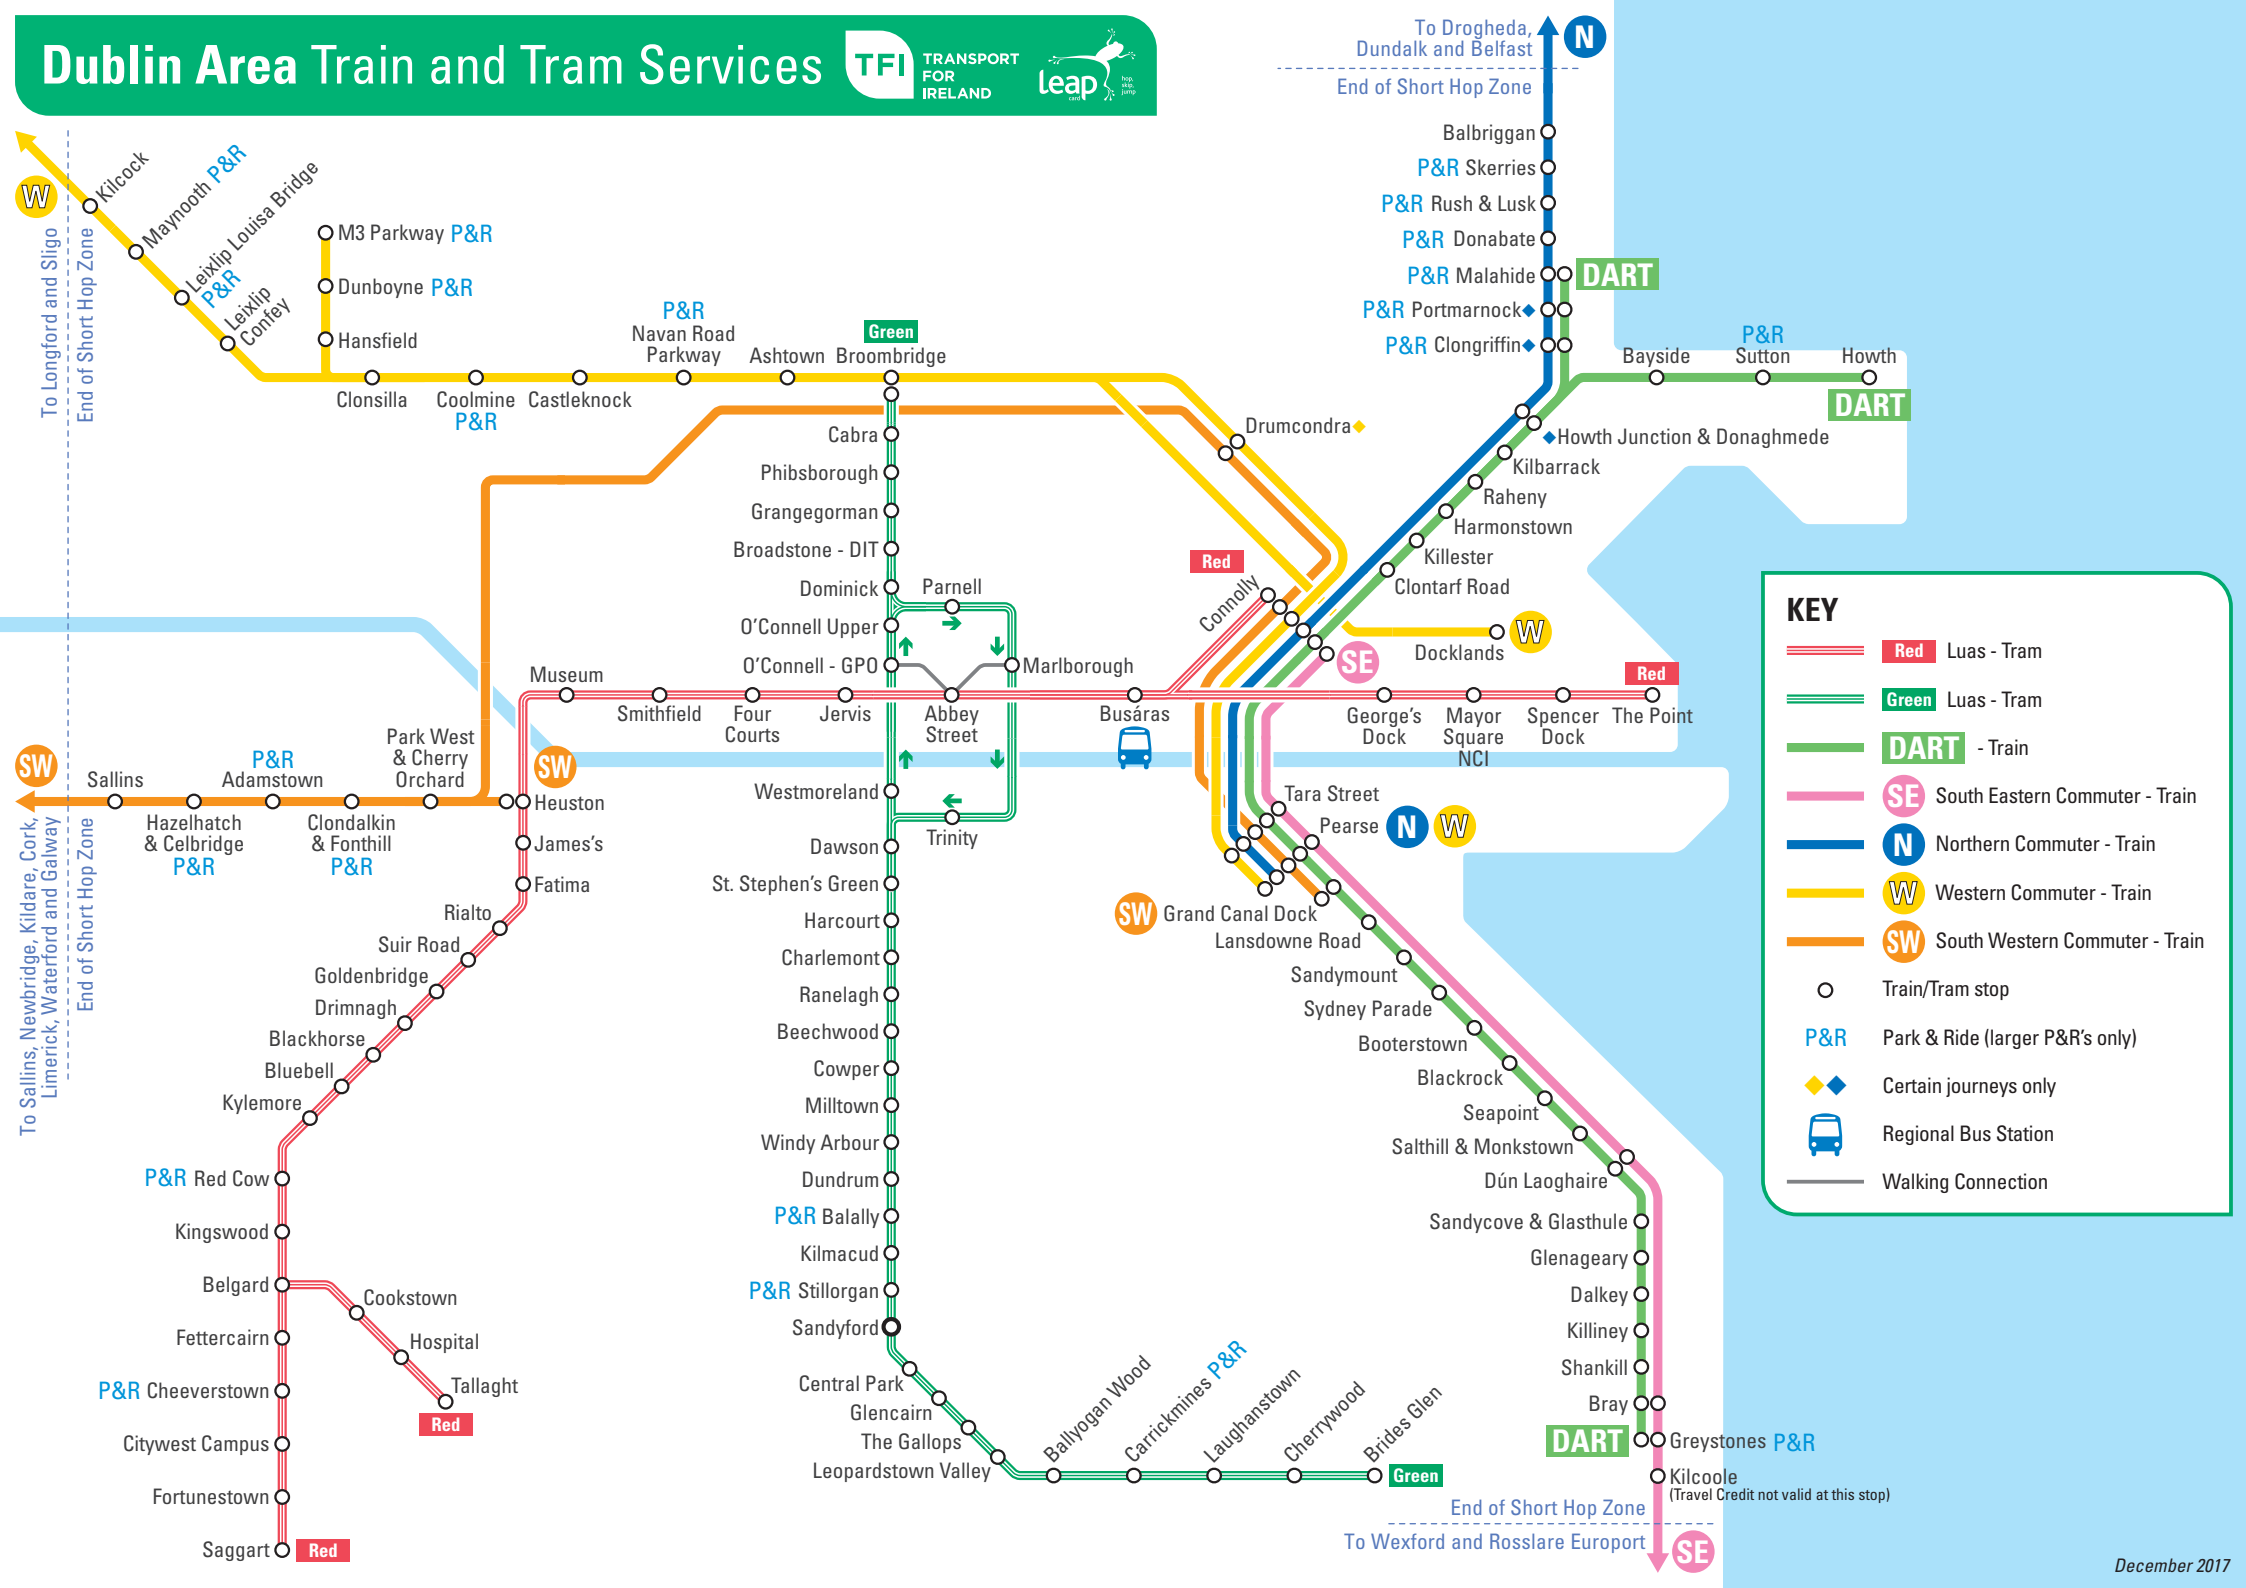 Dublin Area Train and Tram Services
TFI
TRANSPORT
FOR
IRELAND
leap
card
hop,
skip,
jump
To Drogheda,
Dundalk and Belfast
N
End of Short Hop Zone
Balbriggan
P&R Skerries
P&R Rush & Lusk
P&R Donabate
P&R Malahide
DART
P&R Portmarnock
P&R Clongriffin
Bayside
P&R
Sutton
Howth
DART
Howth Junction & Donaghmede
Kilbarrack
Raheny
Harmonstown
Killester
Clontarf Road
W
To Longford and Sligo
End of Short Hop Zone
Kilcock
Maynooth P&R
Leixlip Louisa Bridge
P&R
Leixlip
Confey
M3 Parkway P&R
Dunboyne P&R
Hansfield
Clonsilla
Coolmine
P&R
Castleknock
P&R
Navan Road
Parkway
Ashtown
Green
Broombridge
Drumcondra
Cabra
Phibsborough
Grangegorman
Broadstone - DIT
Dominick
Parnell
O'Connell Upper
O'Connell - GPO
Marlborough
Red
Connolly
Docklands
W
SE
Red
Museum
Smithfield
Four
Courts
Jervis
Abbey
Street
Busáras
George's
Dock
Mayor
Square
NCI
Spencer
Dock
The Point
SW
Sallins
Hazelhatch
& Celbridge
P&R
P&R
Adamstown
Clondalkin
& Fonthill
P&R
Park West
& Cherry
Orchard
SW
Heuston
James's
Fatima
Rialto
Suir Road
Goldenbridge
Drimnagh
Blackhorse
Bluebell
Kylemore
P&R Red Cow
Kingswood
Belgard
Cookstown
Hospital
Tallaght
Red
Fettercairn
P&R Cheeverstown
Citywest Campus
Fortunestown
Saggart
Red
To Sallins, Newbridge, Kildare, Cork,
Limerick, Waterford and Galway
End of Short Hop Zone
Westmoreland
Trinity
Dawson
St. Stephen's Green
Harcourt
Charlemont
Ranelagh
Beechwood
Cowper
Milltown
Windy Arbour
Dundrum
P&R Balally
Kilmacud
P&R Stillorgan
Sandyford
Central Park
Glencairn
The Gallops
Leopardstown Valley
Ballyogan Wood
Carrickmines P&R
Laughanstown
Cherrywood
Brides Glen
Green
Tara Street
Pearse
N
W
SW
Grand Canal Dock
Lansdowne Road
Sandymount
Sydney Parade
Booterstown
Blackrock
Seapoint
Salthill & Monkstown
Dún Laoghaire
Sandycove & Glasthule
Glenageary
Dalkey
Killiney
Shankill
Bray
DART
Greystones P&R
Kilcoole
(Travel Credit not valid at this stop)
End of Short Hop Zone
To Wexford and Rosslare Europort
SE
KEY
Red Luas - Tram
Green Luas - Tram
DART - Train
SE South Eastern Commuter - Train
N Northern Commuter - Train
W Western Commuter - Train
SW South Western Commuter - Train
Train/Tram stop
P&R Park & Ride (larger P&R's only)
Certain journeys only
Regional Bus Station
Walking Connection
December 2017